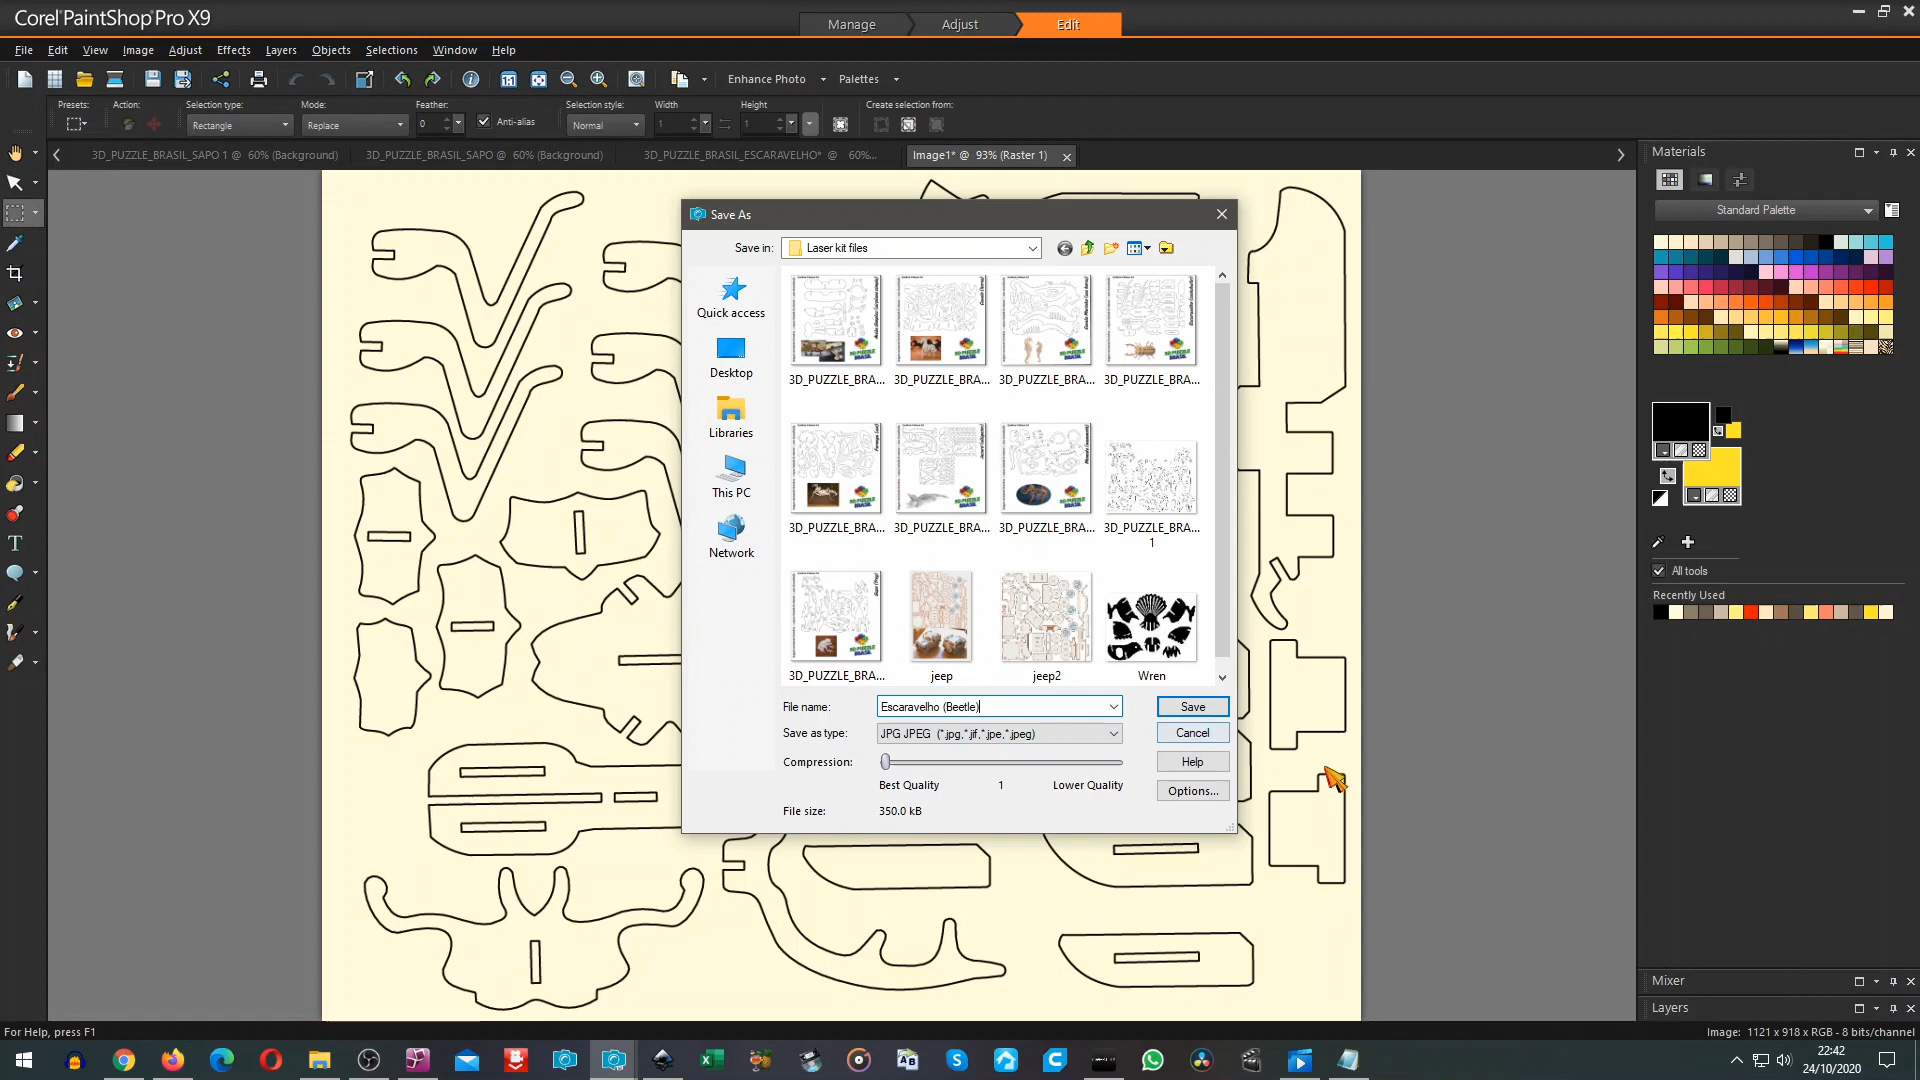 Corel PaintShop Pro X9
Manage
Adjust
Edit
File Edit View Image Adjust Effects Layers Objects Selections Window Help
Enhance Photo
Palettes
Presets:
Action:
Selection type:
Mode:
Feather:
Selection style:
Width
Height
Create selection from:
Rectangle
Replace
0
Anti-alias
Normal
1
1
3D_PUZZLE_BRASIL_SAPO 1 @ 60% (Background)
3D_PUZZLE_BRASIL_SAPO @ 60% (Background)
3D_PUZZLE_BRASIL_ESCARAVELHO* @ 60%...
Image1* @ 93% (Raster 1)
Materials
Standard Palette
All tools
Recently Used
Mixer
Layers
Save As
Save in:
Laser kit files
Quick access
Desktop
Libraries
This PC
Network
3D_PUZZLE_BRA...
3D_PUZZLE_BRA...
3D_PUZZLE_BRA...
3D_PUZZLE_BRA...
3D_PUZZLE_BRA...
3D_PUZZLE_BRA...
3D_PUZZLE_BRA...
3D_PUZZLE_BRA...
1
3D_PUZZLE_BRA...
jeep
jeep2
Wren
File name:
Escaravelho (Beetle)
Save
Save as type:
JPG JPEG (*.jpg,*.jif,*.jpe,*.jpeg)
Cancel
Compression:
Help
Best Quality
1
Lower Quality
Options...
File size:
350.0 kB
For Help, press F1
Image: 1121 x 918 x RGB - 8 bits/channel
22:42
24/10/2020